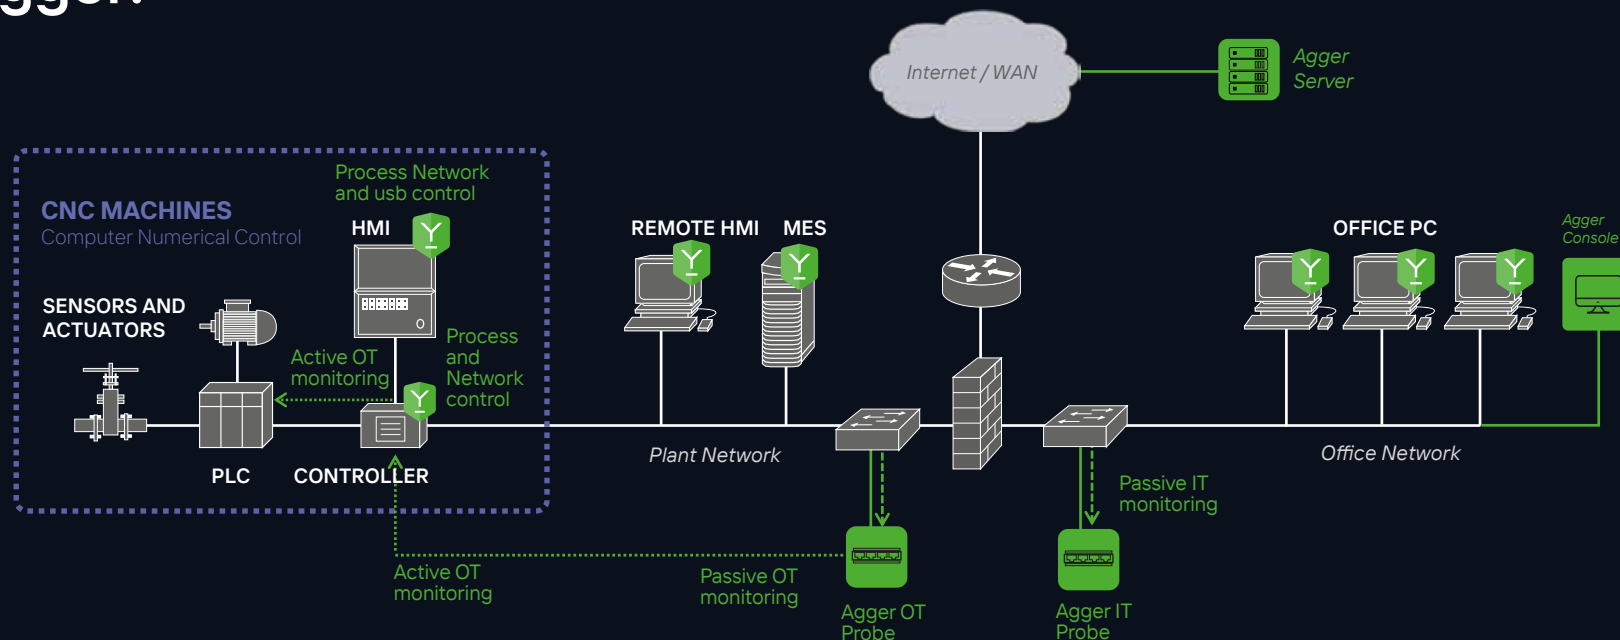 Internet / WAN
Agger
Server
CNC MACHINES
Computer Numerical Control
Process Network
and usb control
HMI
SENSORS AND
ACTUATORS
Active OT
monitoring
Process
and
Network
control
PLC
CONTROLLER
REMOTE HMI
MES
Plant Network
OFFICE PC
Agger
Console
Office Network
Passive IT
monitoring
Active OT
monitoring
Passive OT
monitoring
Agger OT
Probe
Agger IT
Probe